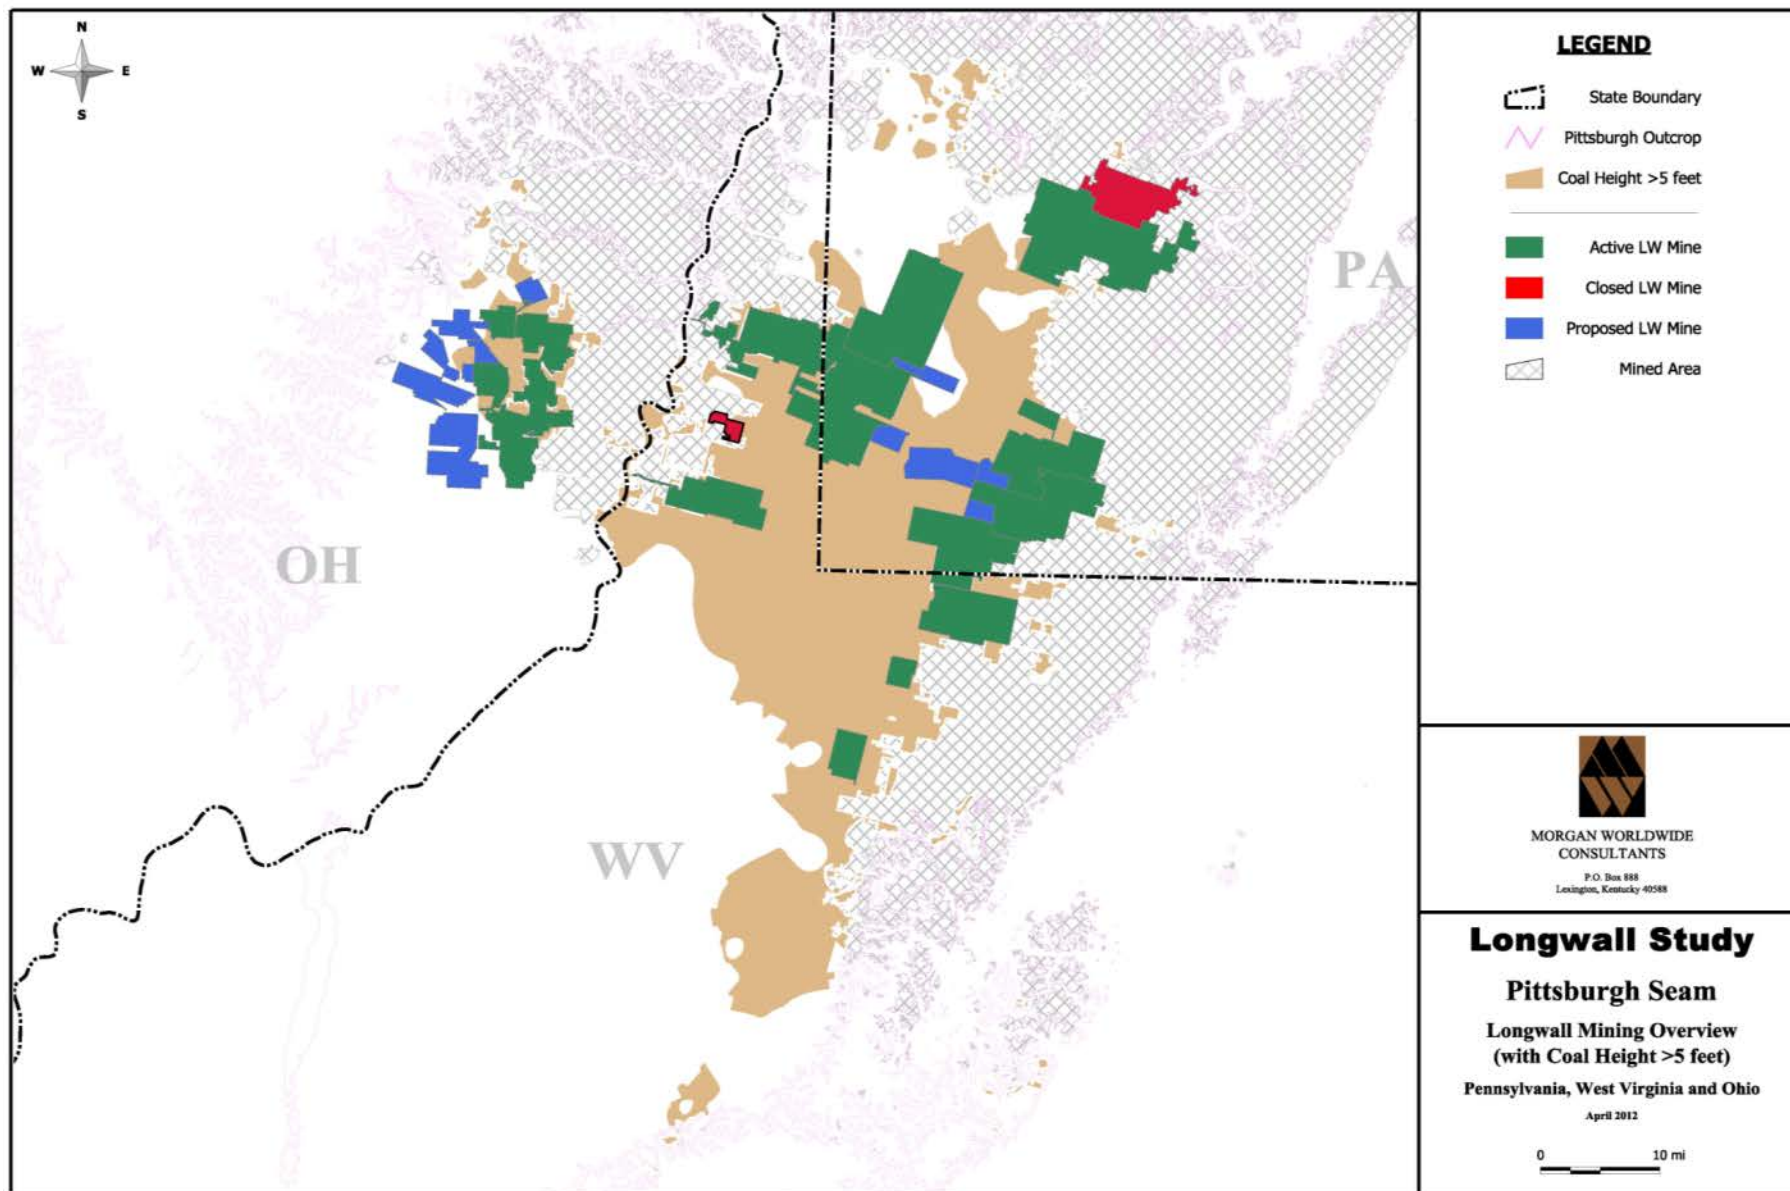 N
W E
S
OH
WV
PA
LEGEND
State Boundary
Pittsburgh Outcrop
Coal Height >5 feet
Active LW Mine
Closed LW Mine
Proposed LW Mine
Mined Area
MORGAN WORLDWIDE
CONSULTANTS
P.O. Box 888
Lexington, Kentucky 40588
Longwall Study
Pittsburgh Seam
Longwall Mining Overview
(with Coal Height >5 feet)
Pennsylvania, West Virginia and Ohio
April 2012
0 10 mi